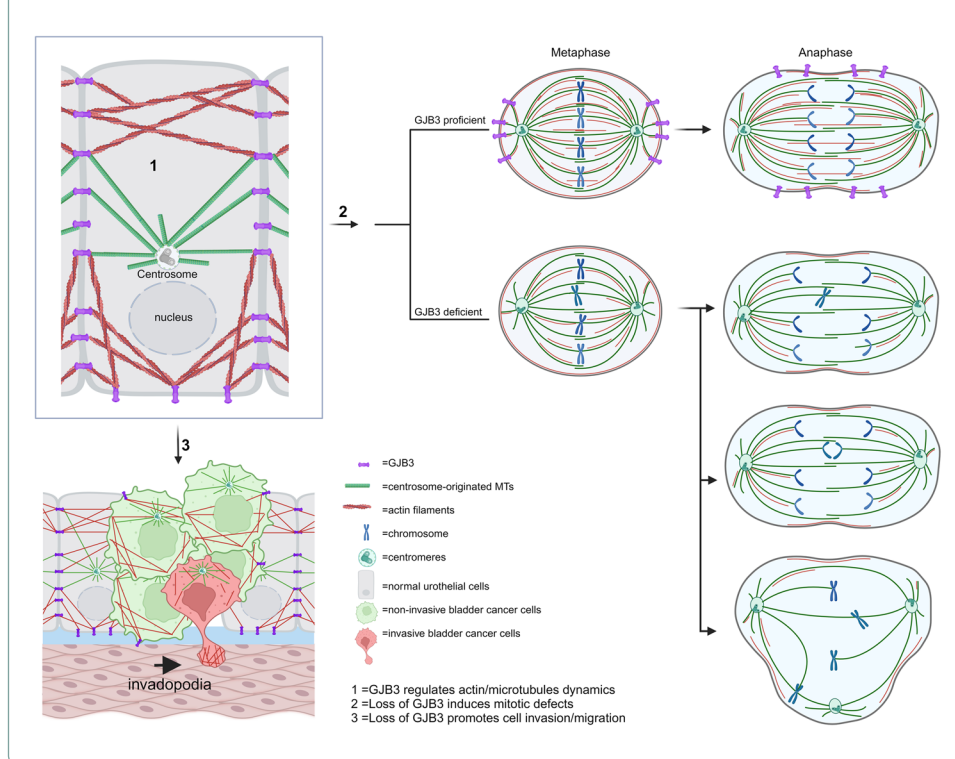 Metaphase
Anaphase
GJB3 proficient
1
2
Centrosome
nucleus
GJB3 deficient
3
=GJB3
=centrosome-originated MTs
=actin filaments
=chromosome
=centromeres
=normal urothelial cells
=non-invasive bladder cancer cells
=invasive bladder cancer cells
invadopodia
1 =GJB3 regulates actin/microtubules dynamics
2 =Loss of GJB3 induces mitotic defects
3 =Loss of GJB3 promotes cell invasion/migration